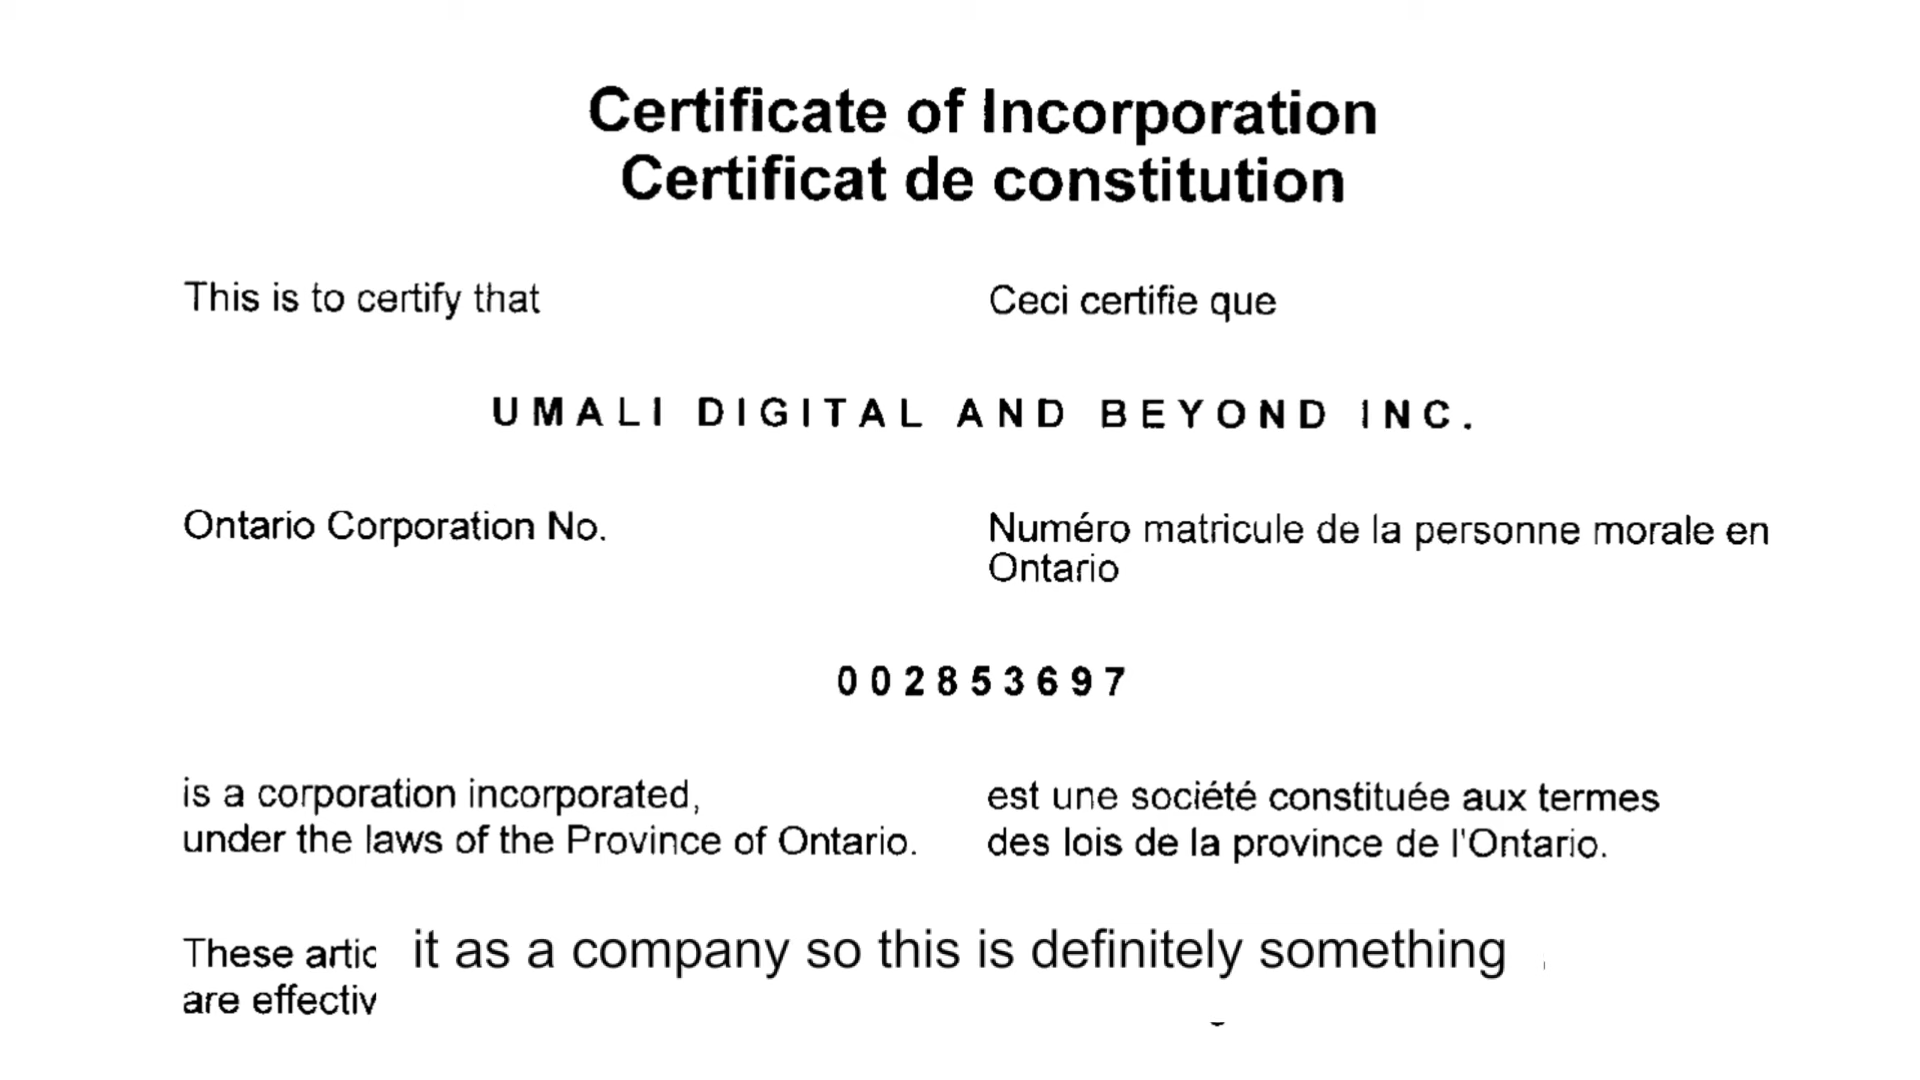 Certificate of Incorporation
Certificat de constitution
This is to certify that
Ceci certifie que
UMALI DIGITAL AND BEYOND INC.
Ontario Corporation No.
Numéro matricule de la personne morale en
Ontario
002853697
is a corporation incorporated,
under the laws of the Province of Ontario.
est une société constituée aux termes
des lois de la province de l'Ontario.
These artic
are effectiv
it as a company so this is definitely something